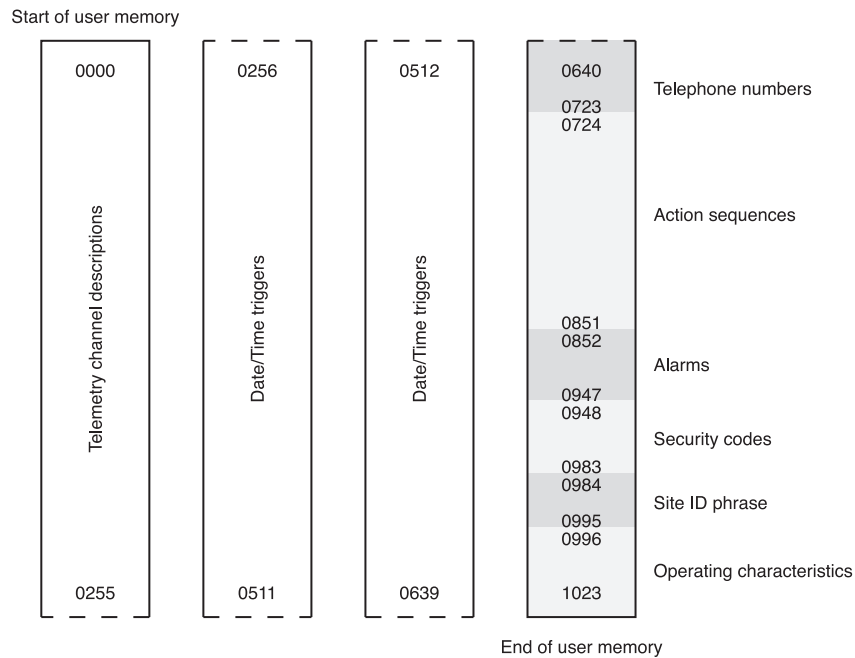 Start of user memory
0000
Telemetry channel descriptions
0255
0256
Date/Time triggers
0511
0512
Date/Time triggers
0639
0640
Telephone numbers
0723
0724
Action sequences
0851
0852
Alarms
0947
0948
Security codes
0983
0984
Site ID phrase
0995
0996
Operating characteristics
1023
End of user memory